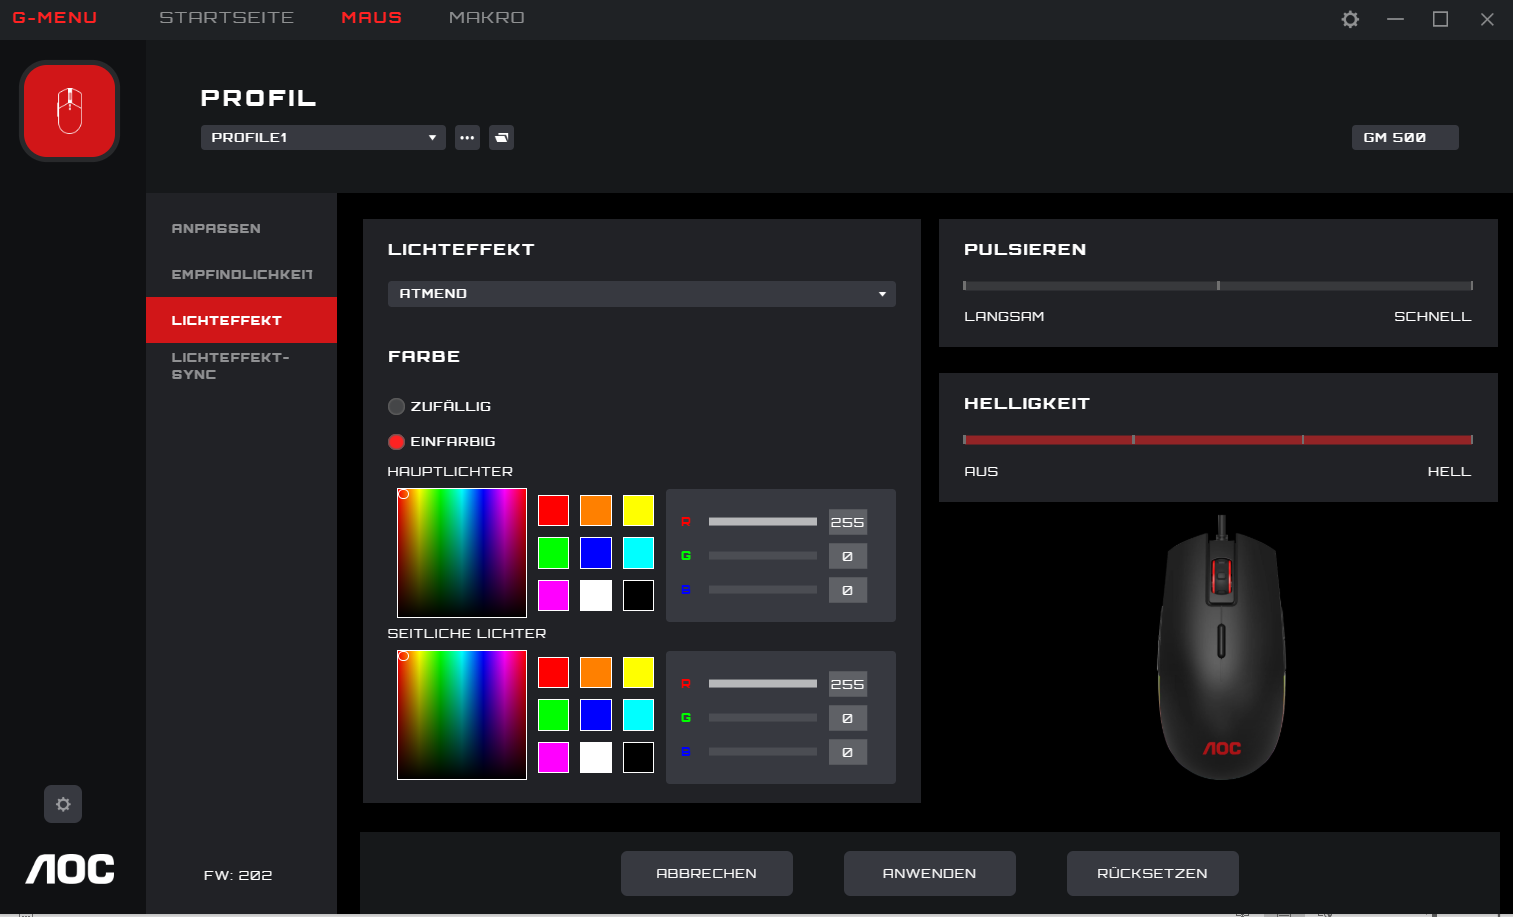 G-MENU
STARTSEITE
MAUS
MAKRO
PROFIL
PROFILE1
GM 500
ANPASSEN
EMPFINDLICHKEIT
LICHTEFFEKT
LICHTEFFEKT-
SYNC
LICHTEFFEKT
ATMEND
FARBE
ZUFÄLLIG
EINFARBIG
HAUPTLICHTER
R
255
G
0
B
0
SEITLICHE LICHTER
R
255
G
0
B
0
PULSIEREN
LANGSAM
SCHNELL
HELLIGKEIT
AUS
HELL
AOC
AOC
FW: 202
ABBRECHEN
ANWENDEN
RÜCKSETZEN